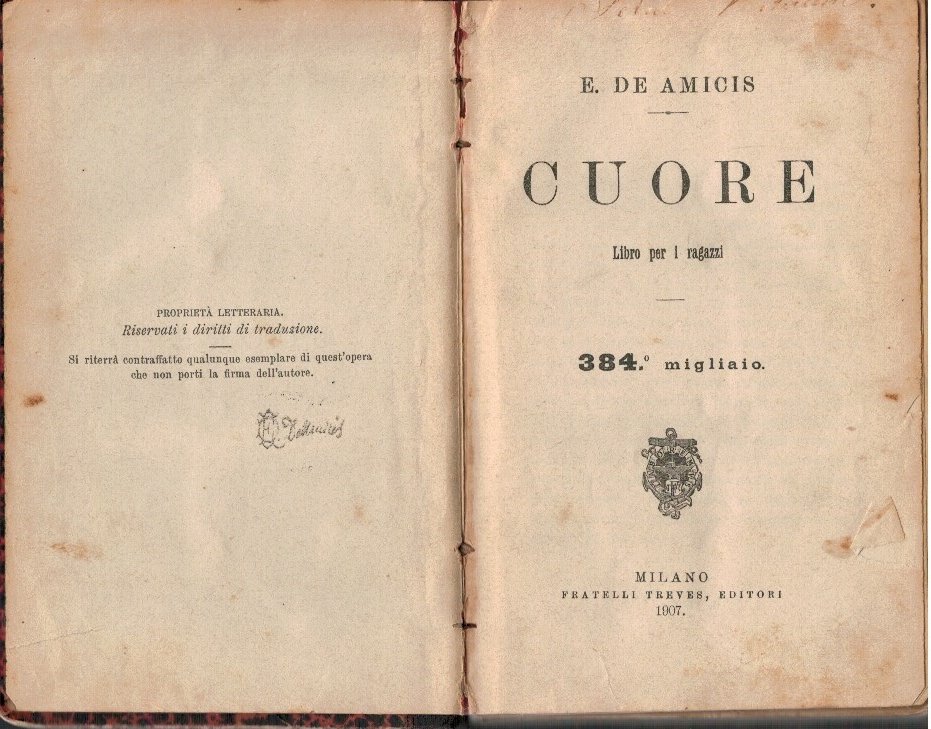 PROPRIETÀ LETTERARIA.
Riservati i diritti di traduzione.
Si riterrà contraffatto qualunque esemplare di quest'opera
che non porti la firma dell'autore.
E. DE AMICIS
CUORE
Libro per i ragazzi
384.º migliaio.
MILANO
FRATELLI TREVES, EDITORI
1907.